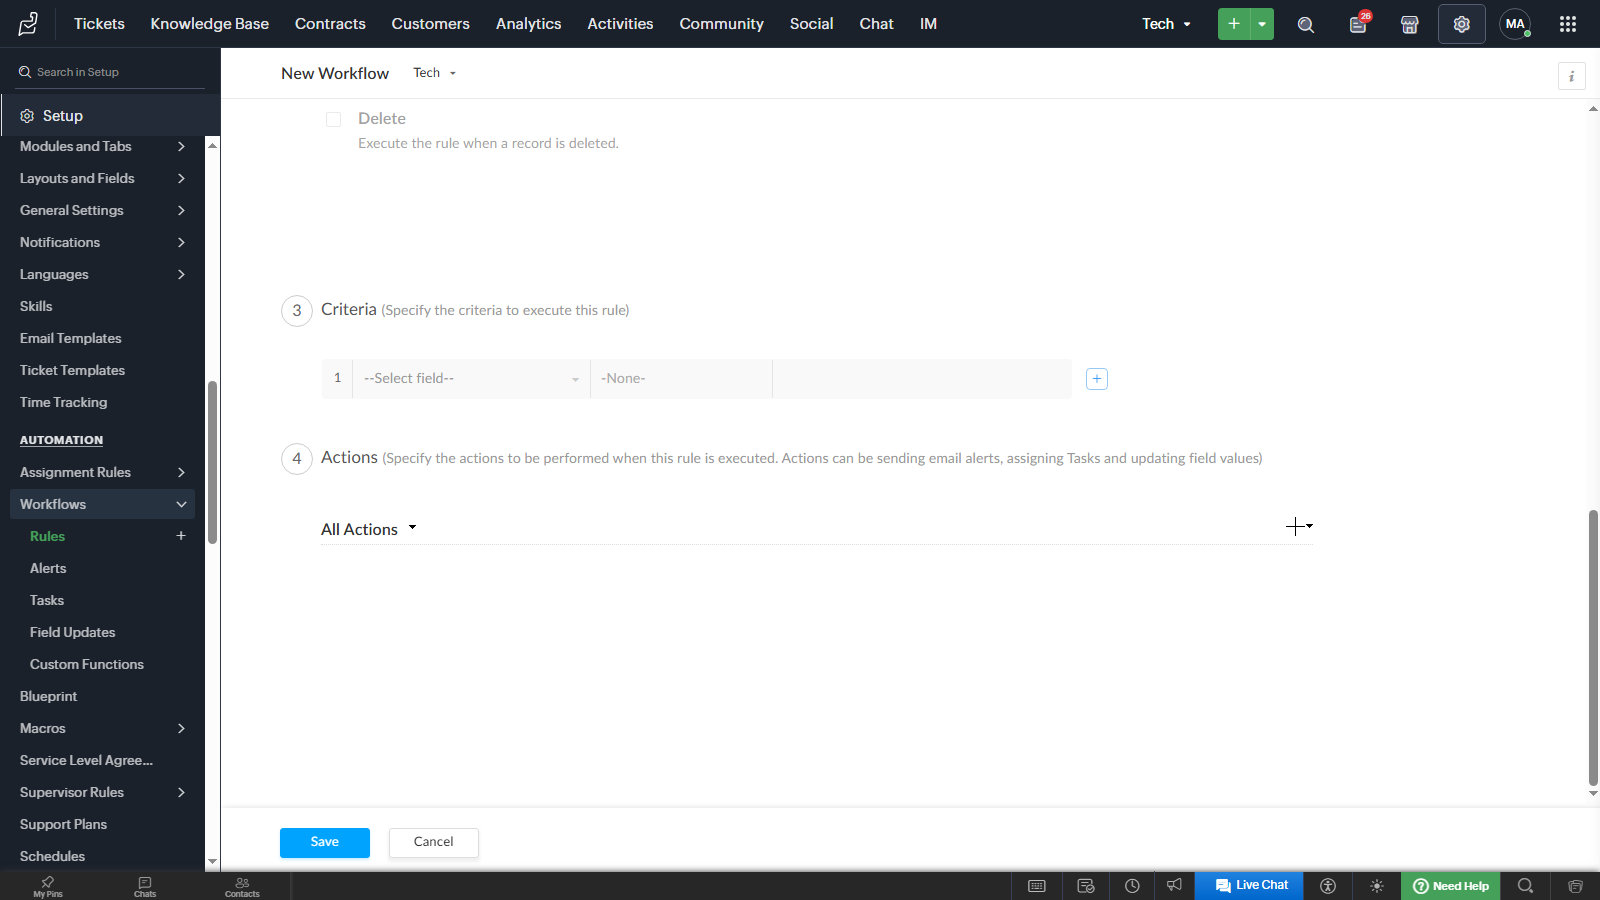 Tickets Knowledge Base Contracts Customers Analytics Activities Community Social Chat IM Tech 26 MA
Search in Setup
New Workflow Tech
Setup
Modules and Tabs
Layouts and Fields
General Settings
Notifications
Languages
Skills
Email Templates
Ticket Templates
Time Tracking
AUTOMATION
Assignment Rules
Workflows
Rules
Alerts
Tasks
Field Updates
Custom Functions
Blueprint
Macros
Service Level Agree...
Supervisor Rules
Support Plans
Schedules
Delete
Execute the rule when a record is deleted.
3 Criteria (Specify the criteria to execute this rule)
1 --Select field-- -None-
4 Actions (Specify the actions to be performed when this rule is executed. Actions can be sending email alerts, assigning Tasks and updating field values)
All Actions
Save Cancel
My Pins Chats Contacts Live Chat Need Help